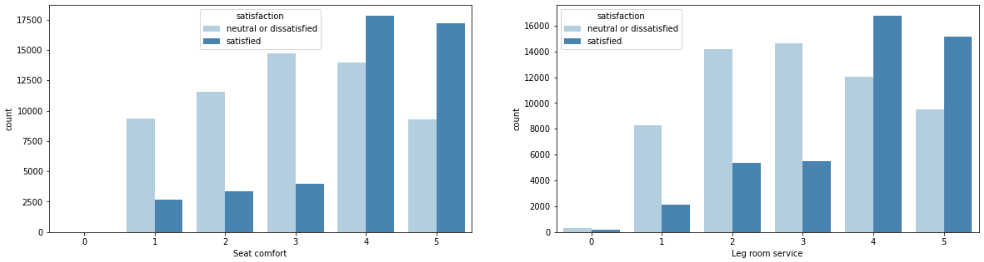 satisfaction
neutral or dissatisfied
satisfied
17500
15000
12500
10000
7500
5000
2500
0
count
0 1 2 3 4 5
Seat comfort
satisfaction
neutral or dissatisfied
satisfied
16000
14000
12000
10000
8000
6000
4000
2000
0
count
0 1 2 3 4 5
Leg room service